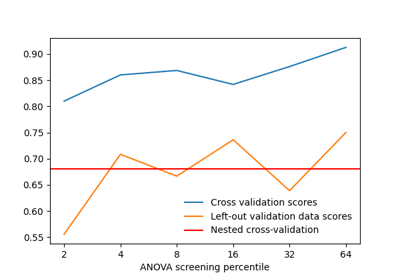 0.90
0.85
0.80
0.75
0.70
0.65
0.60
0.55
Cross validation scores
Left-out validation data scores
Nested cross-validation
2 4 8 16 32 64
ANOVA screening percentile